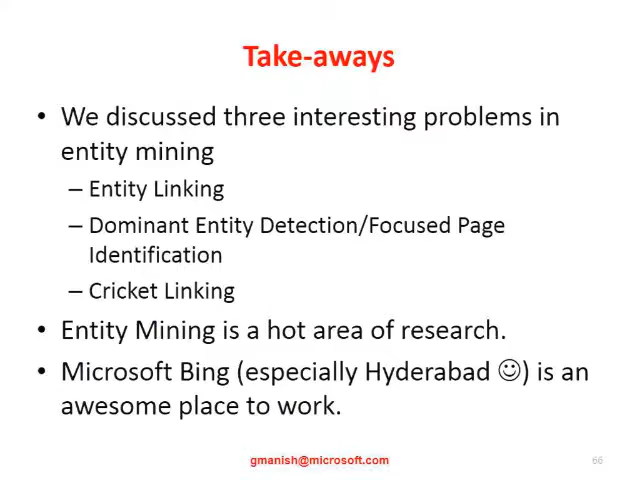 Take-aways
• We discussed three interesting problems in
entity mining
– Entity Linking
– Dominant Entity Detection/Focused Page
Identification
– Cricket Linking
• Entity Mining is a hot area of research.
• Microsoft Bing (especially Hyderabad ☺) is an
awesome place to work.
gmanish@microsoft.com
66